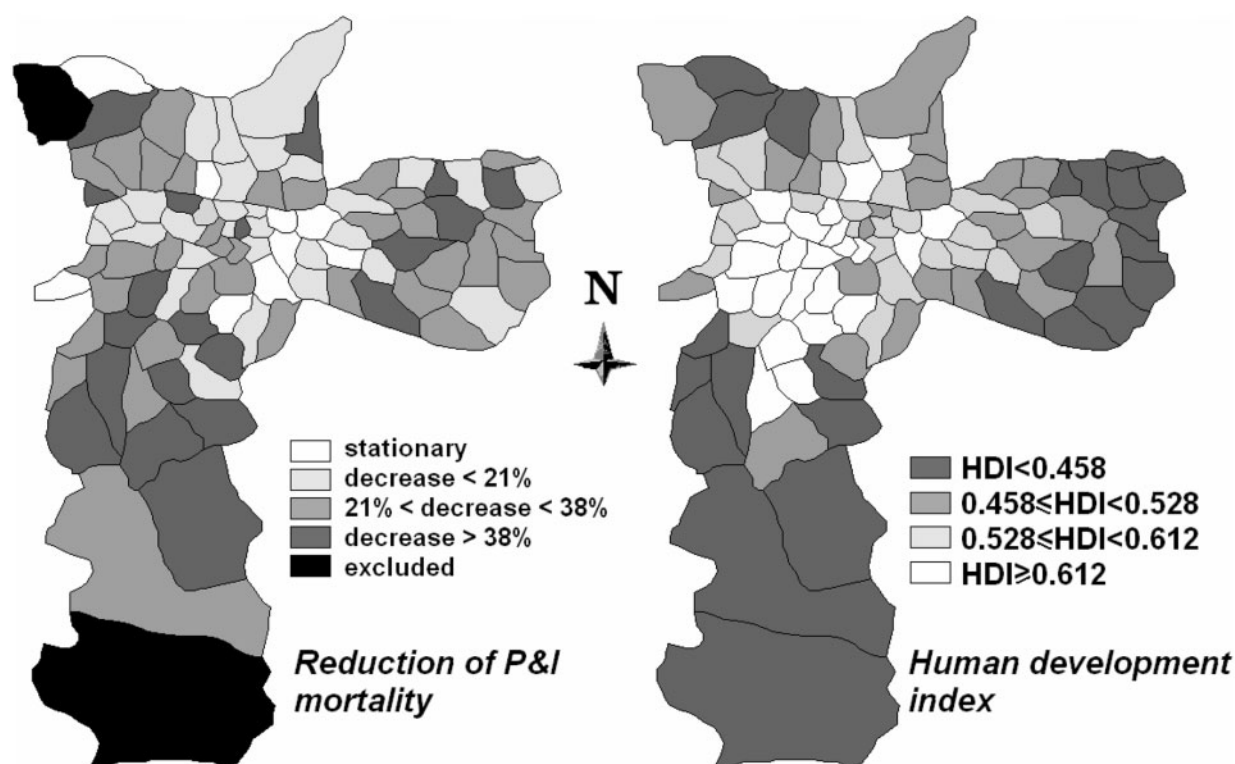 N
stationary
decrease < 21%
21% < decrease < 38%
decrease > 38%
excluded
Reduction of P&I
mortality
HDI<0.458
0.458≤HDI<0.528
0.528≤HDI<0.612
HDI≥0.612
Human development
index